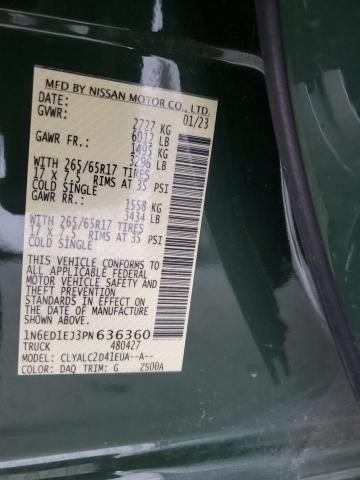 MFD BY NISSAN MOTOR CO., LTD.
DATE: 01/23
GVWR: 2727 KG
6012 LB
GAWR FR: 1495 KG
3296 LB
WITH 265/65R17 TIRES
17 X 7.5 RIMS AT 35 PSI
COLD SINGLE
GAWR RR: 1558 KG
3434 LB
WITH 265/65R17 TIRES
17 X 7.5 RIMS AT 35 PSI
COLD SINGLE
THIS VEHICLE CONFORMS TO
ALL APPLICABLE FEDERAL
MOTOR VEHICLE SAFETY AND
THEFT PREVENTION
STANDARDS IN EFFECT ON
THE DATE OF MANUFACTURE
SHOWN ABOVE
1N6ED1EJ3PN636360
TRUCK 480427
MODEL: CLYALC2D41EUA--A--
COLOR: DAQ TRIM: G ZS00A